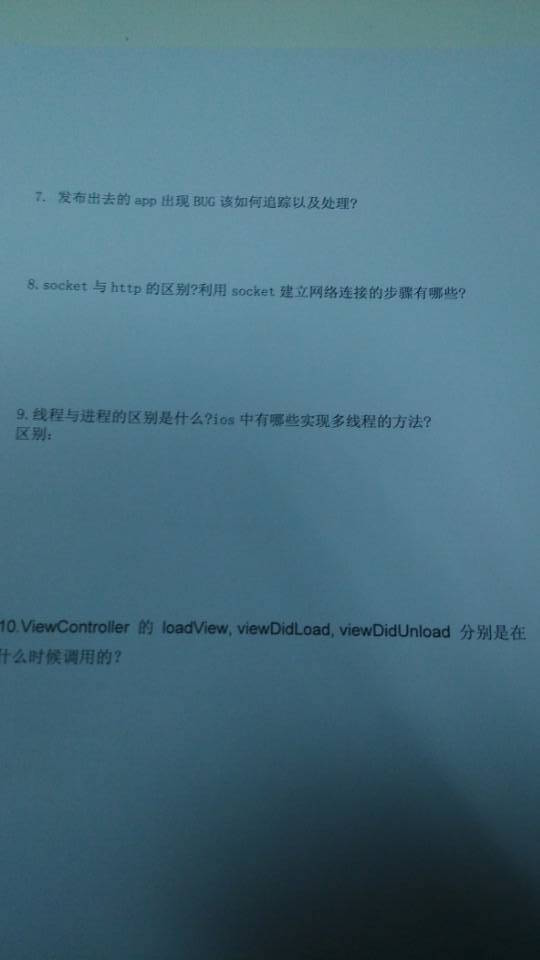 7. 发布出去的 app 出现 BUG 该如何追踪以及处理?
8. socket 与 http 的区别?利用 socket 建立网络连接的步骤有哪些?
9. 线程与进程的区别是什么?ios 中有哪些实现多线程的方法?
区别:
10.ViewController 的 loadView, viewDidLoad, viewDidUnload 分别是在
什么时候调用的?